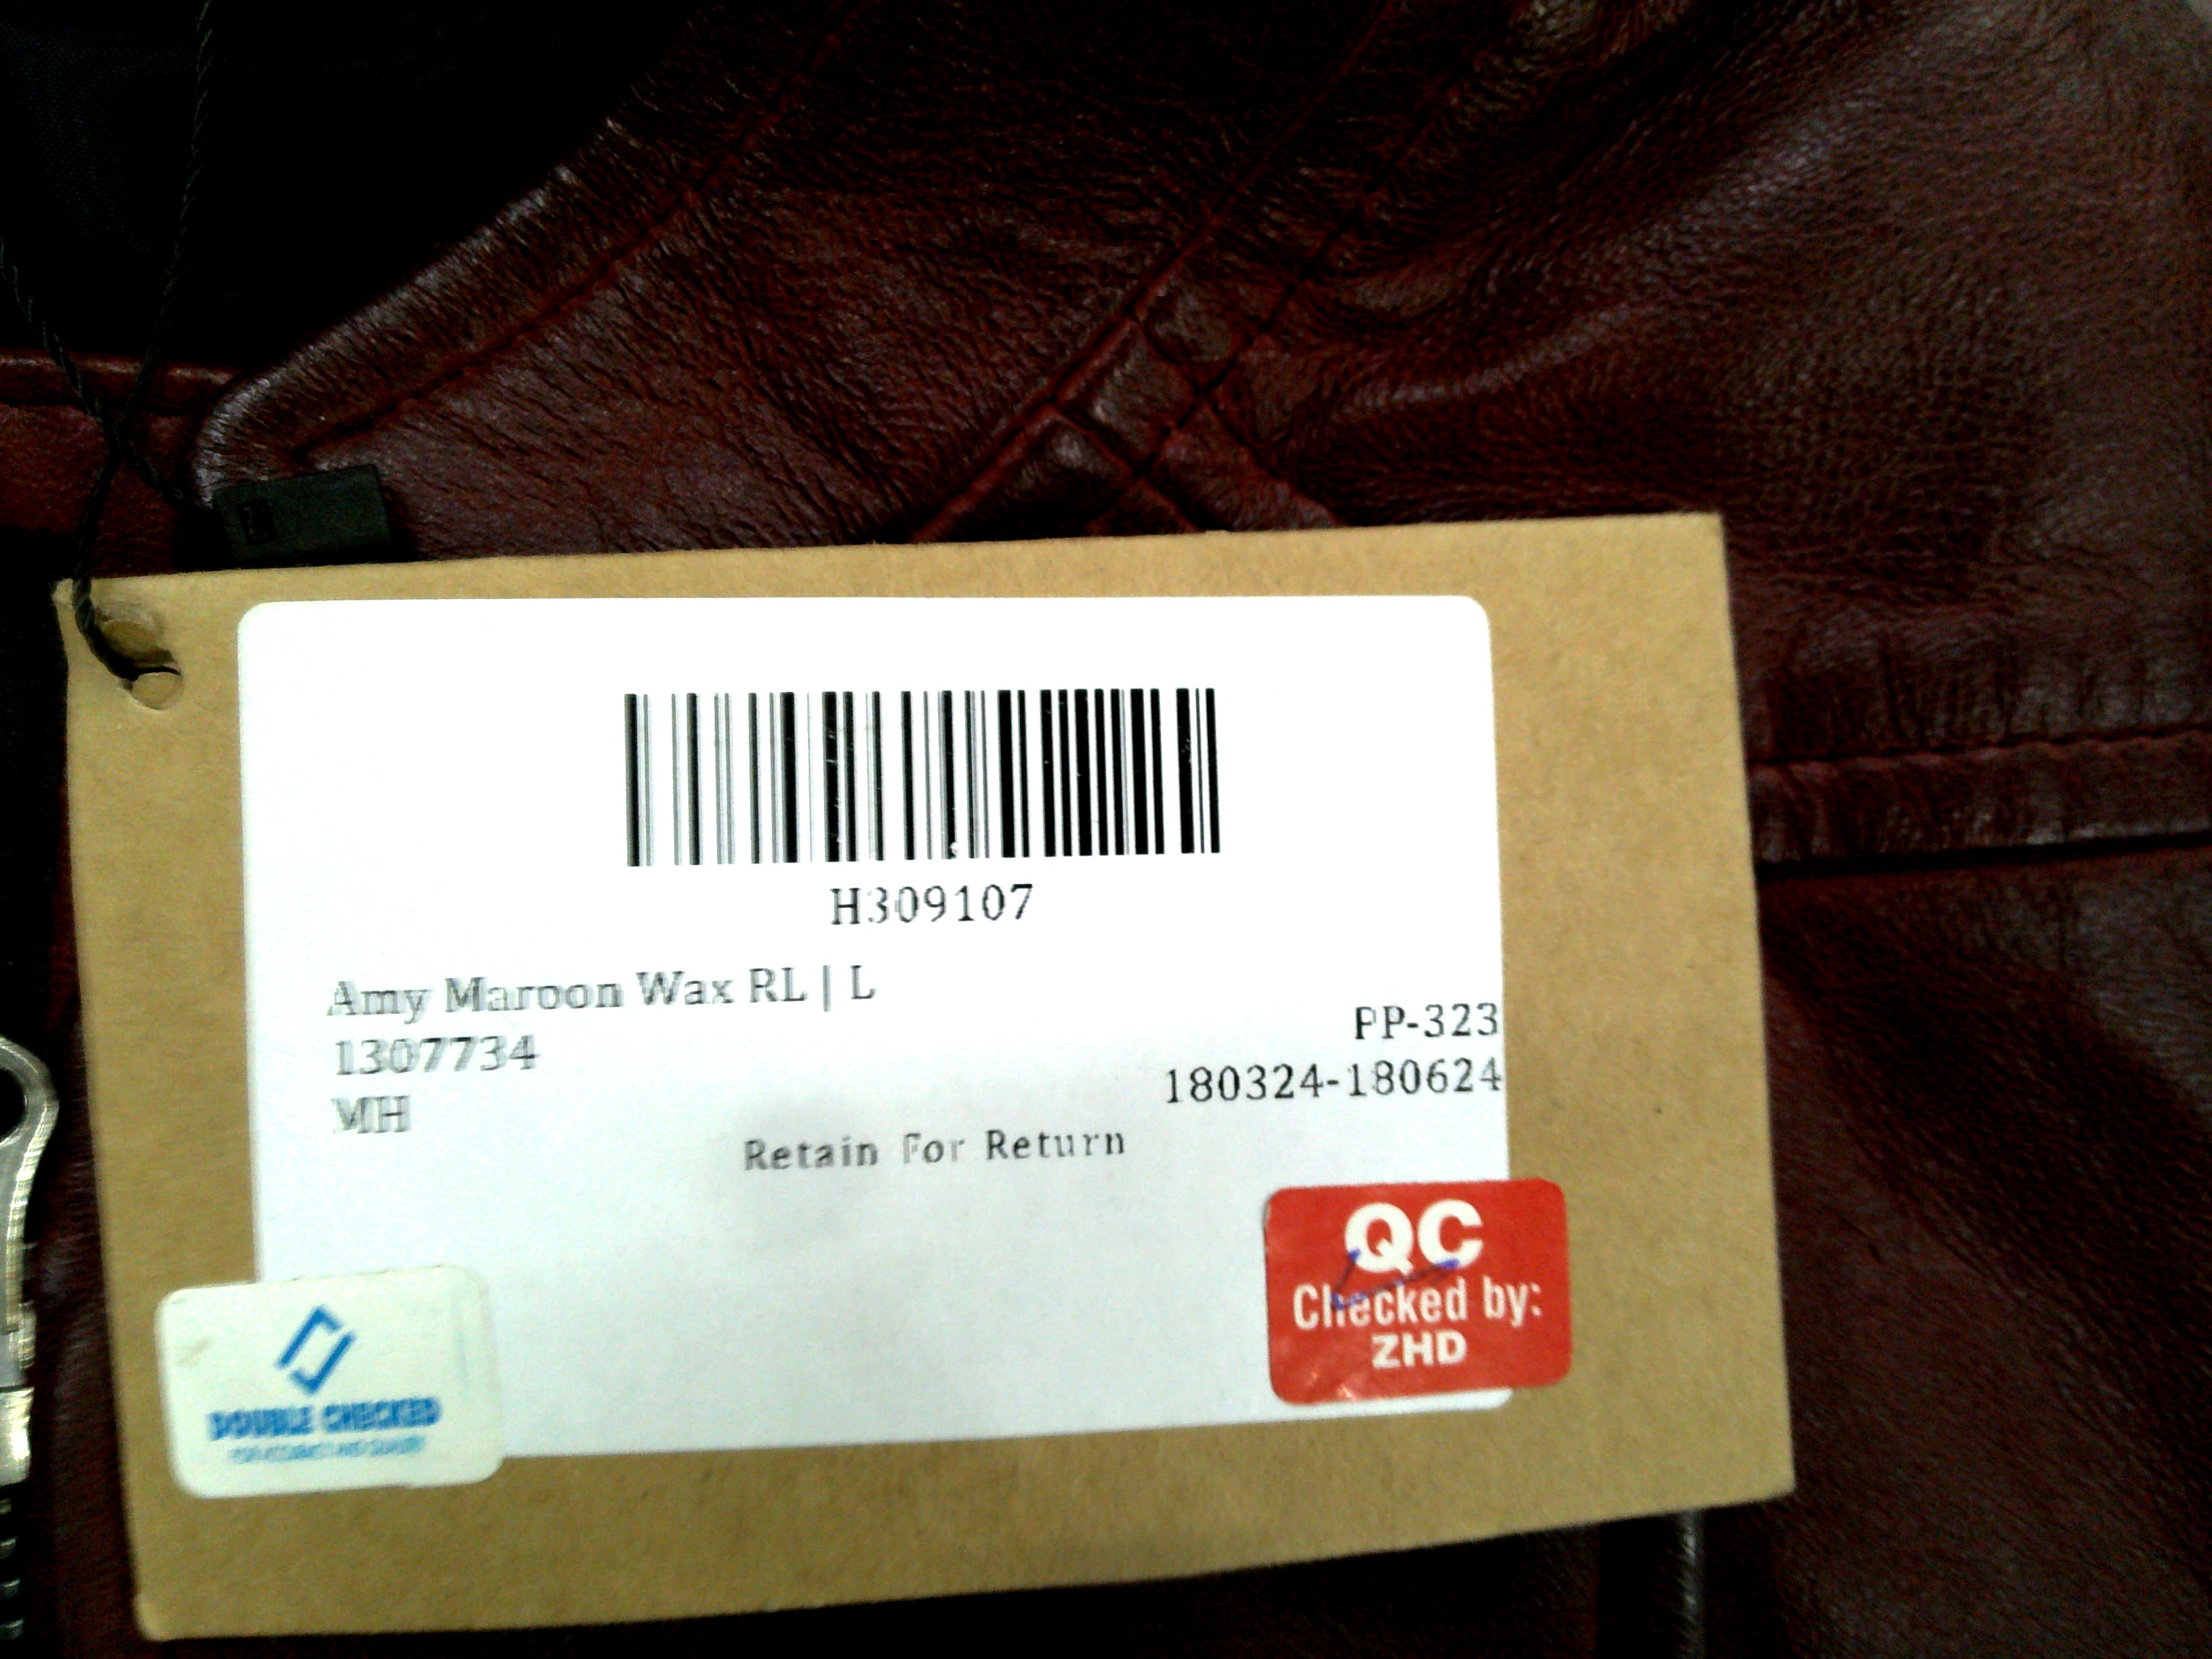 H309107
Amy Maroon Wax RL | L
PP-323
1307734
180324-180624
MH
Retain For Return
QC
Checked by:
ZHD
DOUBLE CHECKED